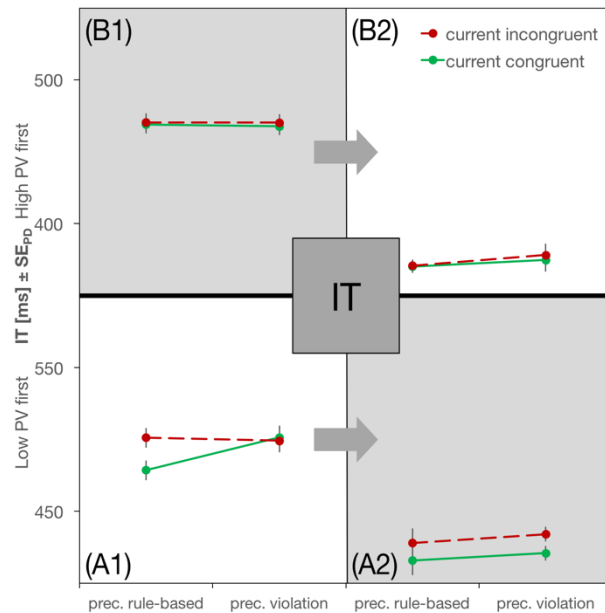 (B1)
(B2)
current incongruent
current congruent
500
400
IT [ms] ± SEPD High PV first
IT
550
450
Low PV first
(A1)
(A2)
prec. rule-based
prec. violation
prec. rule-based
prec. violation